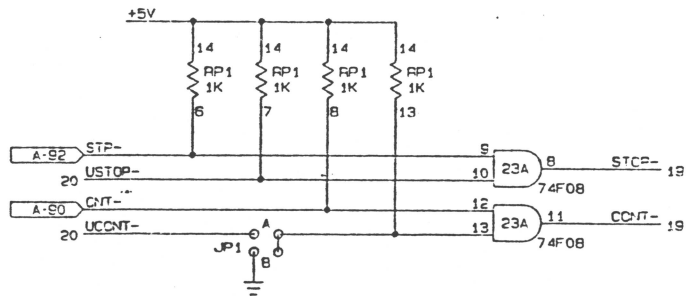 +5V
14 14 14 14
RP1 RP1 RP1 RP1
1K 1K 1K 1K
6 7 8 13
A-92 STP- 9 8 STOP- 19
20 USTOP- 10 23A 74F08
A-90 CNT- 12 11 CCNT- 19
20 UCCNT- A 13 23A 74F08
JP1 B